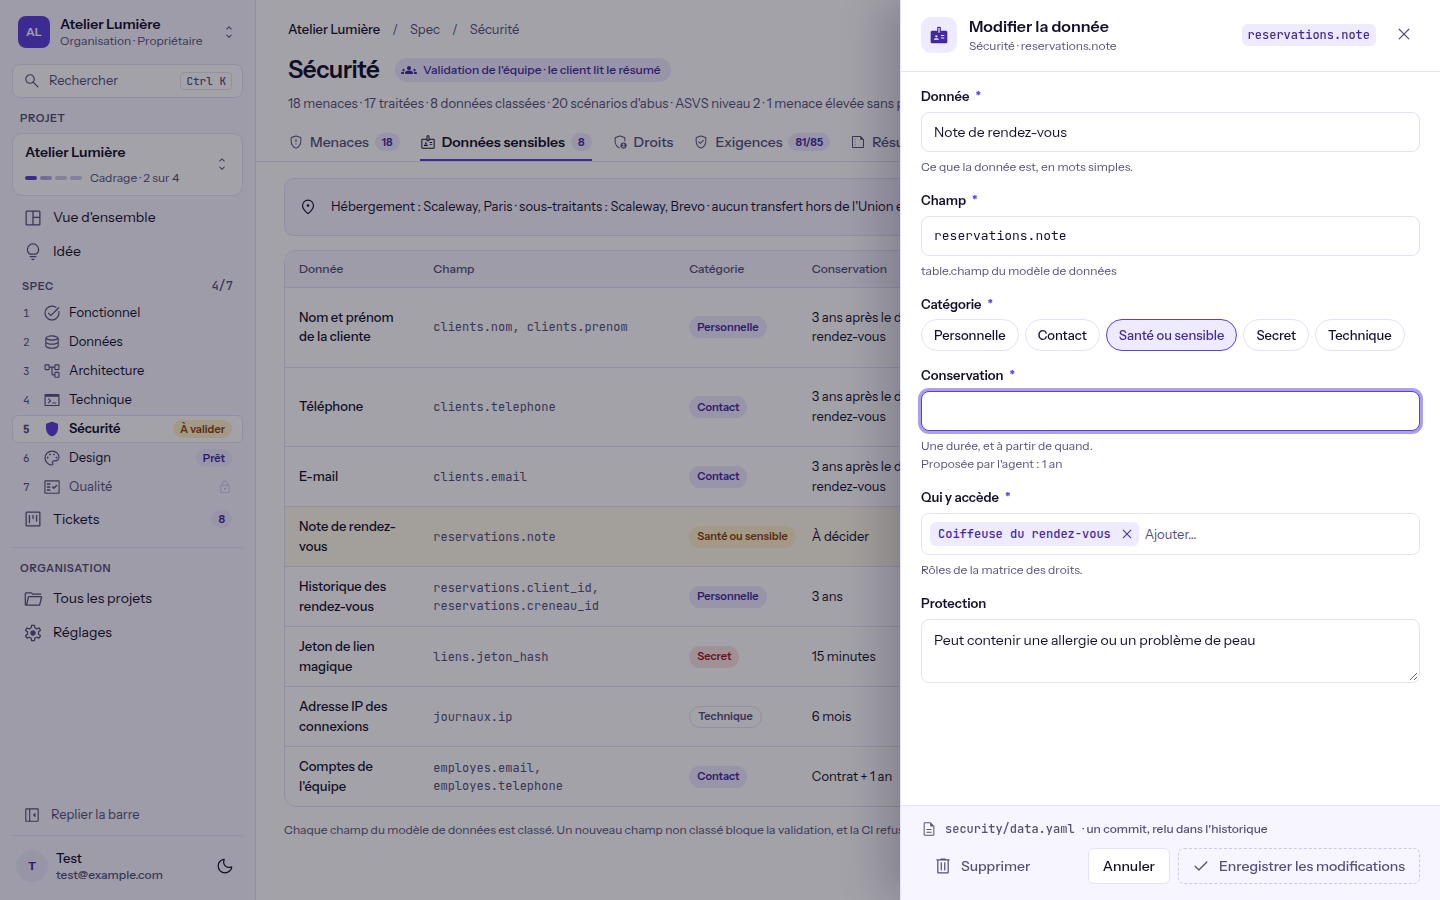 AL
Atelier Lumière
Organisation · Propriétaire
Rechercher
Ctrl K
PROJET
Atelier Lumière
Cadrage · 2 sur 4
Vue d'ensemble
Idée
SPEC 4/7
1 Fonctionnel
2 Données
3 Architecture
4 Technique
5 Sécurité À valider
6 Design Prêt
7 Qualité
Tickets 8
ORGANISATION
Tous les projets
Réglages
Replier la barre
T
Test
test@example.com
Atelier Lumière / Spec / Sécurité
Sécurité
Validation de l'équipe · le client lit le résumé
18 menaces · 17 traitées · 8 données classées · 20 scénarios d'abus · ASVS niveau 2 · 1 menace élevée sans
Menaces 18
Données sensibles 8
Droits
Exigences 81/85
Hébergement : Scaleway, Paris · sous-traitants : Scaleway, Brevo · aucun transfert hors de l'Union
Donnée Champ Catégorie Conservation
Nom et prénom
de la cliente
clients.nom, clients.prenom
Personnelle
3 ans après le
rendez-vous
Téléphone
clients.telephone
Contact
3 ans après le
rendez-vous
E-mail
clients.email
Contact
3 ans après le
rendez-vous
Note de rendez-
vous
reservations.note
Santé ou sensible
À décider
Historique des
rendez-vous
reservations.client_id,
reservations.creneau_id
Personnelle
3 ans
Jeton de lien
magique
liens.jeton_hash
Secret
15 minutes
Adresse IP des
connexions
journaux.ip
Technique
6 mois
Comptes de
l'équipe
employes.email,
employes.telephone
Contact
Contrat + 1 an
Chaque champ du modèle de données est classé. Un nouveau champ non classé bloque la validation, et la CI
Modifier la donnée
Sécurité · reservations.note
reservations.note
Donnée *
Note de rendez-vous
Ce que la donnée est, en mots simples.
Champ *
reservations.note
table.champ du modèle de données
Catégorie *
Personnelle
Contact
Santé ou sensible
Secret
Technique
Conservation *
Une durée, et à partir de quand.
Proposée par l'agent : 1 an
Qui y accède *
Coiffeuse du rendez-vous
Ajouter...
Rôles de la matrice des droits.
Protection
Peut contenir une allergie ou un problème de peau
security/data.yaml · un commit, relu dans l'historique
Supprimer
Annuler
Enregistrer les modifications